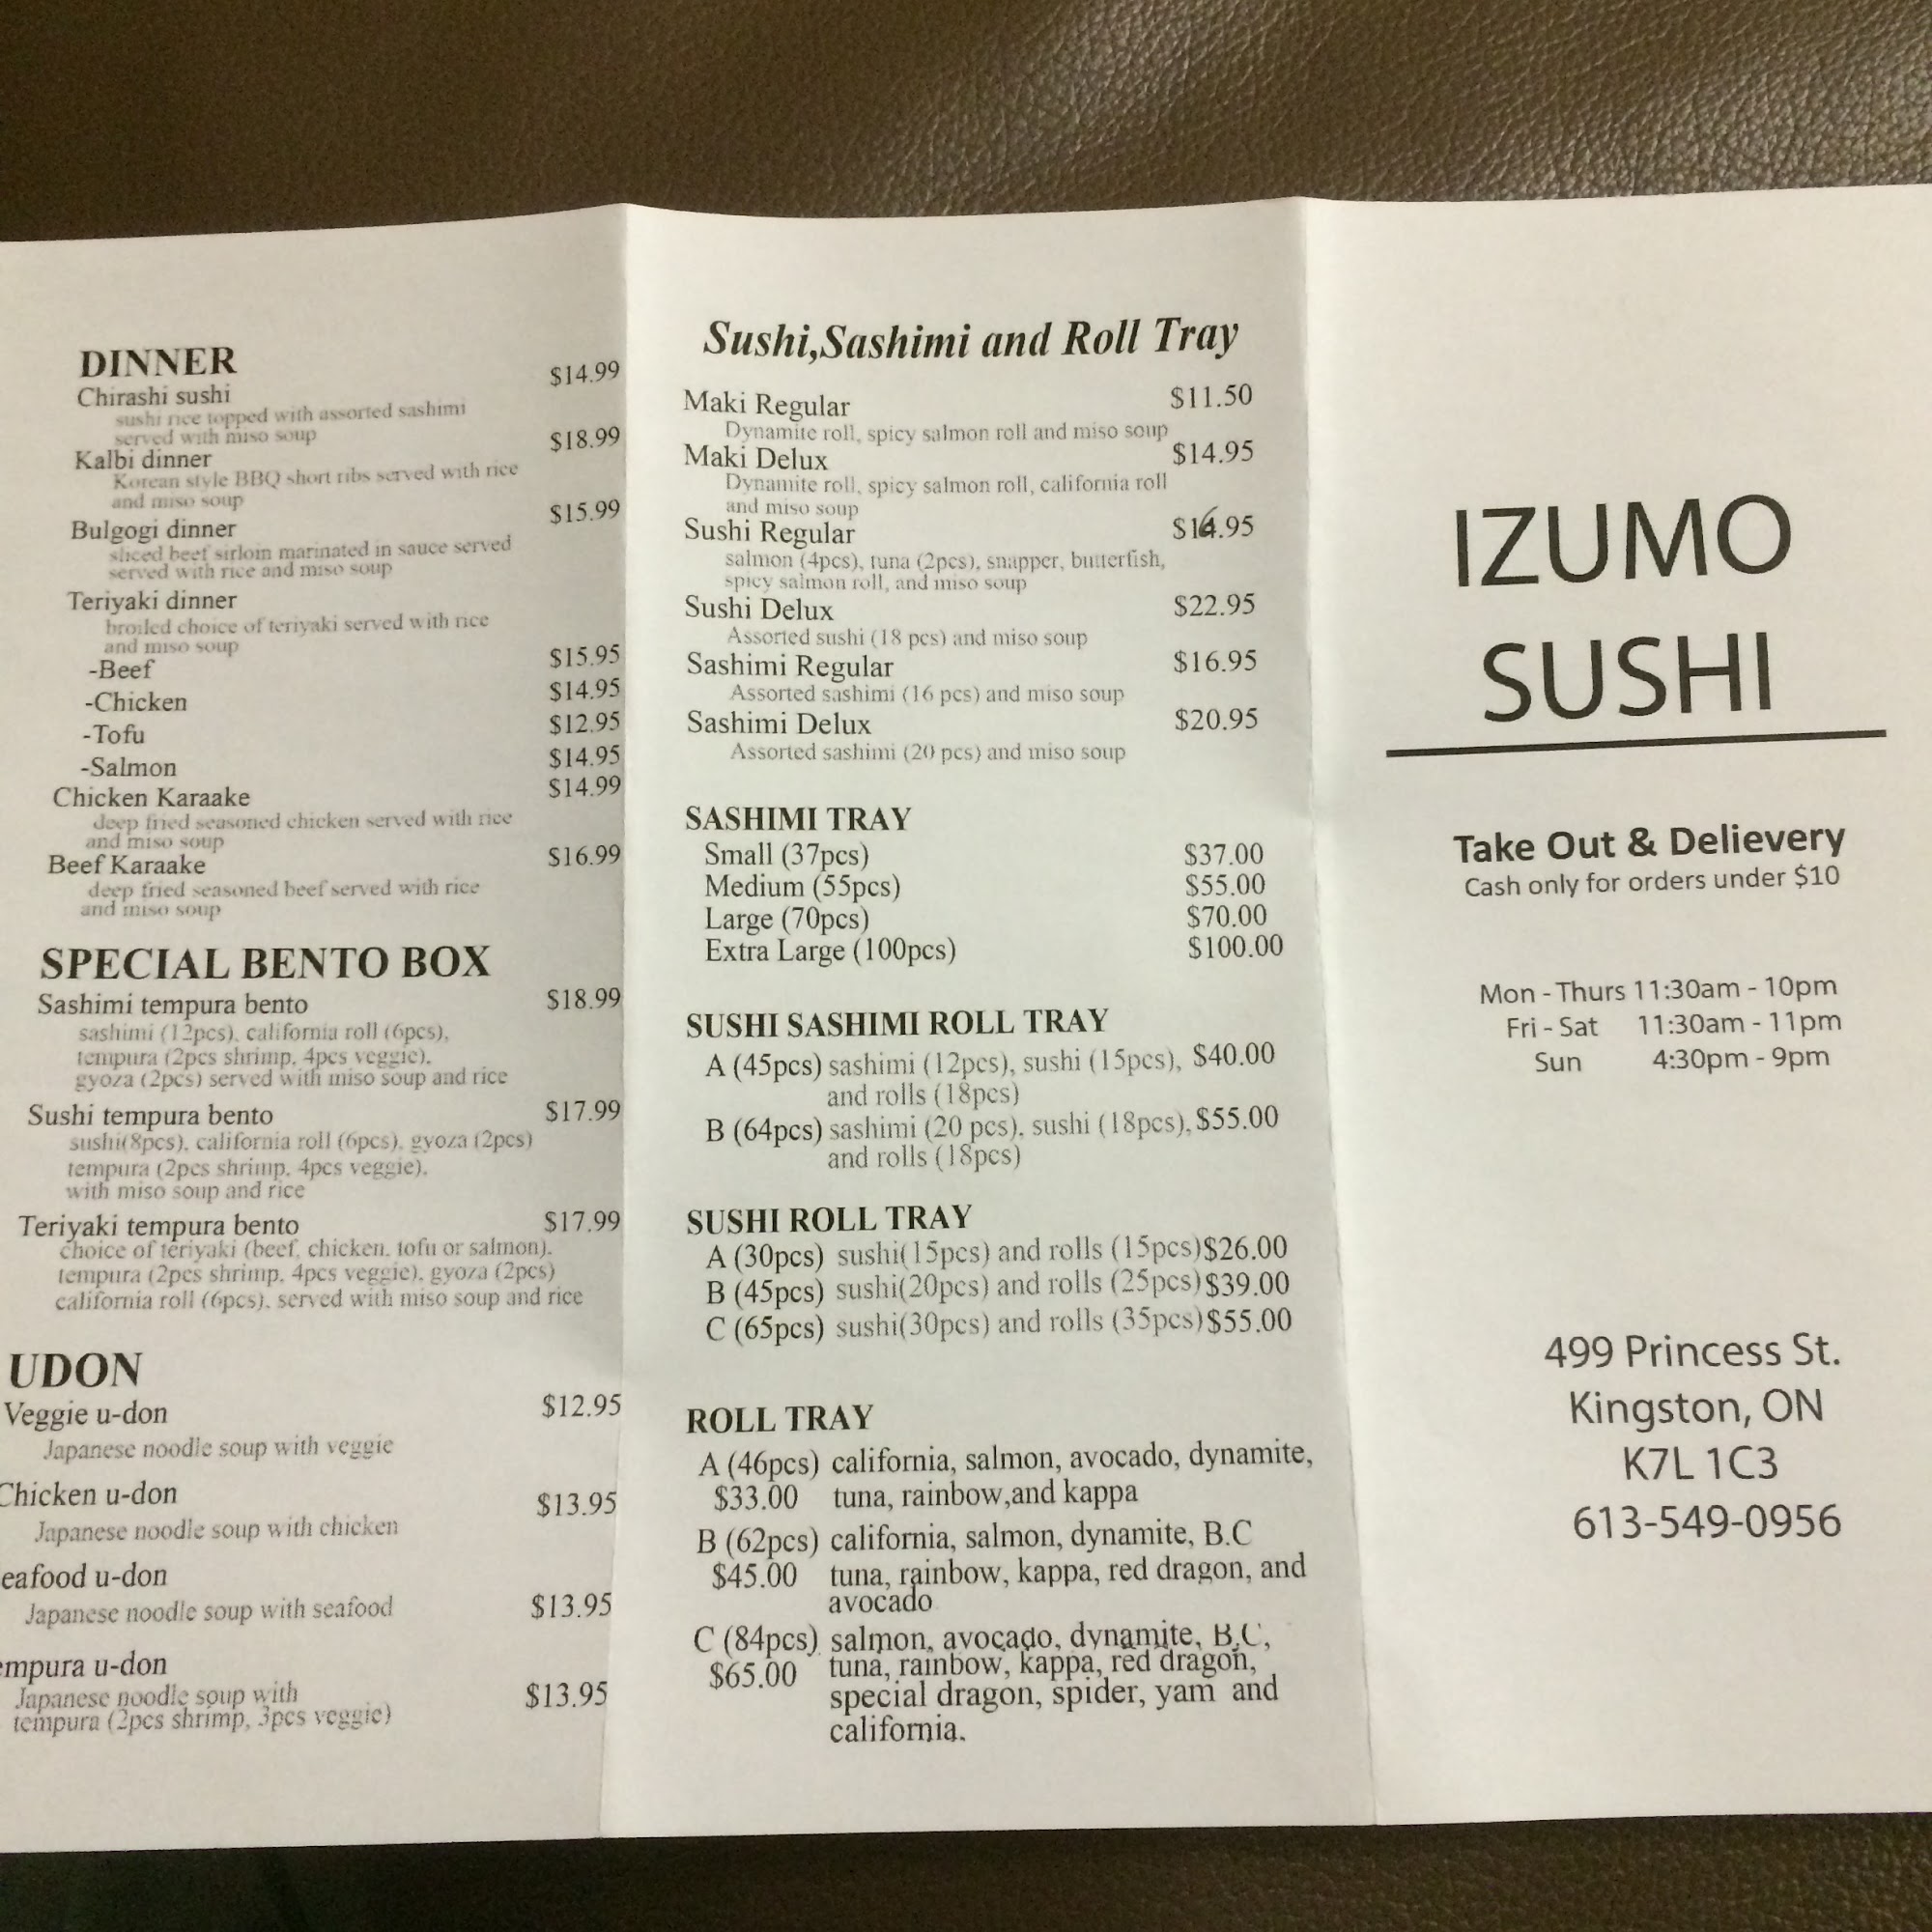 DINNER
Chirashi sushi $14.99
sushi rice topped with assorted sashimi
served with miso soup
Kalbi dinner $18.99
Korean style BBQ short ribs served with rice
and miso soup
Bulgogi dinner $15.99
sliced beef sirloin marinated in sauce served
served with rice and miso soup
Teriyaki dinner
broiled choice of teriyaki served with rice
and miso soup
-Beef $15.95
-Chicken $14.95
-Tofu $12.95
-Salmon $14.95
Chicken Karaake $14.99
deep fried seasoned chicken served with rice
and miso soup
Beef Karaake $16.99
deep fried seasoned beef served with rice
and miso soup
SPECIAL BENTO BOX
Sashimi tempura bento $18.99
sashimi (12pcs), california roll (6pcs),
tempura (2pcs shrimp, 4pcs veggie),
gyoza (2pcs) served with miso soup and rice
Sushi tempura bento $17.99
sushi(8pcs), california roll (6pcs), gyoza (2pcs)
tempura (2pcs shrimp, 4pcs veggie),
with miso soup and rice
Teriyaki tempura bento $17.99
choice of teriyaki (beef, chicken, tofu or salmon),
tempura (2pcs shrimp, 4pcs veggie), gyoza (2pcs)
california roll (6pcs), served with miso soup and rice
UDON
Veggie u-don $12.95
Japanese noodle soup with veggie
Chicken u-don $13.95
Japanese noodle soup with chicken
eafood u-don
Japanese noodle soup with seafood $13.95
empura u-don
Japanese noodle soup with $13.95
tempura (2pcs shrimp, 3pcs veggie)
Sushi,Sashimi and Roll Tray
Maki Regular $11.50
Dynamite roll, spicy salmon roll and miso soup
Maki Delux $14.95
Dynamite roll, spicy salmon roll, california roll
and miso soup
Sushi Regular $16.95
salmon (4pcs), tuna (2pcs), snapper, butterfish,
spicy salmon roll, and miso soup
Sushi Delux $22.95
Assorted sushi (18 pcs) and miso soup
Sashimi Regular $16.95
Assorted sashimi (16 pcs) and miso soup
Sashimi Delux $20.95
Assorted sashimi (20 pcs) and miso soup
SASHIMI TRAY
Small (37pcs) $37.00
Medium (55pcs) $55.00
Large (70pcs) $70.00
Extra Large (100pcs) $100.00
SUSHI SASHIMI ROLL TRAY
A (45pcs) sashimi (12pcs), sushi (15pcs), $40.00
and rolls (18pcs)
B (64pcs) sashimi (20 pcs), sushi (18pcs), $55.00
and rolls (18pcs)
SUSHI ROLL TRAY
A (30pcs) sushi(15pcs) and rolls (15pcs)$26.00
B (45pcs) sushi(20pcs) and rolls (25pcs)$39.00
C (65pcs) sushi(30pcs) and rolls (35pcs)$55.00
ROLL TRAY
A (46pcs) california, salmon, avocado, dynamite,
$33.00 tuna, rainbow,and kappa
B (62pcs) california, salmon, dynamite, B.C
$45.00 tuna, rainbow, kappa, red dragon, and
avocado
C (84pcs) salmon, avocado, dynamite, B.C,
$65.00 tuna, rainbow, kappa, red dragon,
special dragon, spider, yam and
california.
IZUMO
SUSHI
Take Out & Delievery
Cash only for orders under $10
Mon - Thurs 11:30am - 10pm
Fri - Sat 11:30am - 11pm
Sun 4:30pm - 9pm
499 Princess St.
Kingston, ON
K7L 1C3
613-549-0956